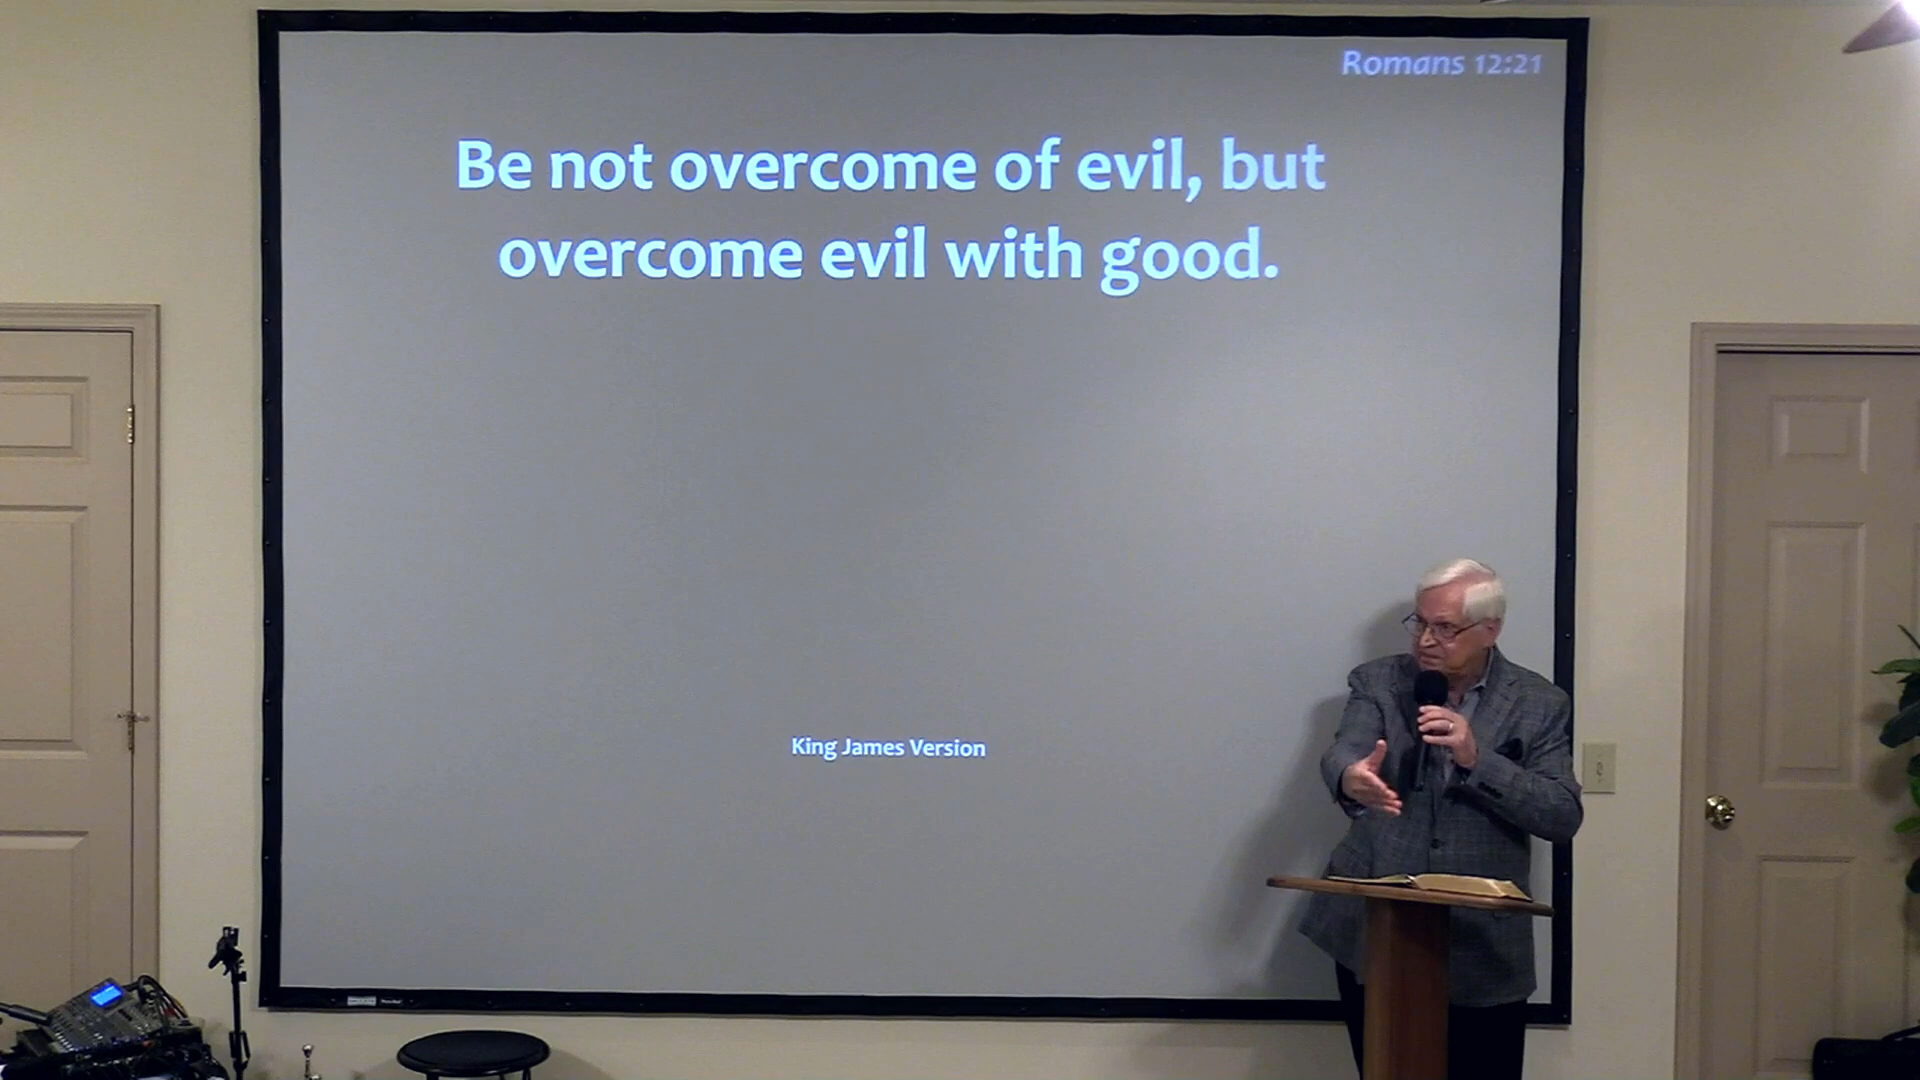 Romans 12:21
Be not overcome of evil, but
overcome evil with good.
King James Version